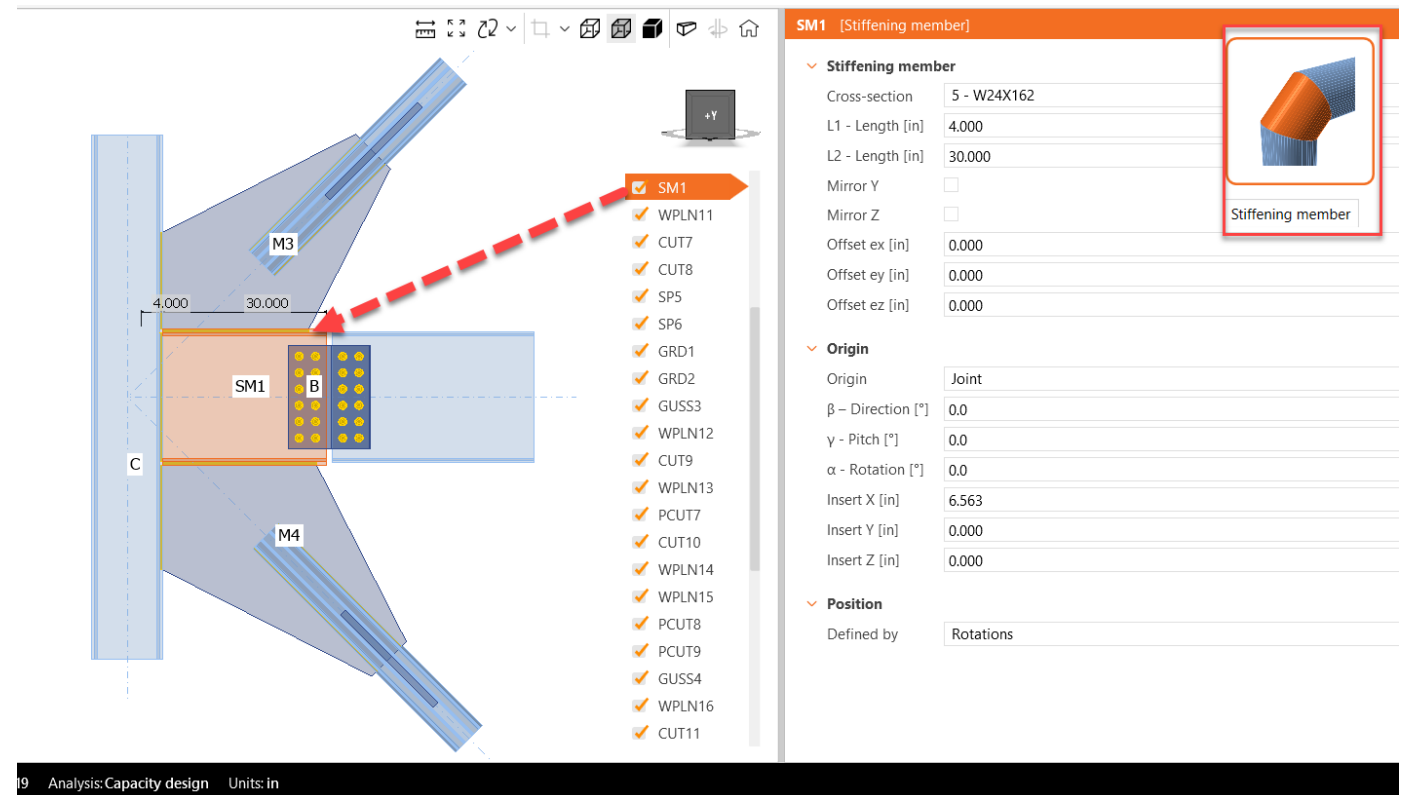 SM1 [Stiffening member]
Stiffening member
Cross-section 5 - W24X162
L1 - Length [in] 4.000
L2 - Length [in] 30.000
Mirror Y
Mirror Z
Stiffening member
Offset ex [in] 0.000
Offset ey [in] 0.000
Offset ez [in] 0.000
Origin
Origin Joint
β – Direction [°] 0.0
γ - Pitch [°] 0.0
α - Rotation [°] 0.0
Insert X [in] 6.563
Insert Y [in] 0.000
Insert Z [in] 0.000
Position
Defined by Rotations
+Y
M3
4.000 30.000
SM1 B
C
M4
SM1
WPLN11
CUT7
CUT8
SP5
SP6
GRD1
GRD2
GUSS3
WPLN12
CUT9
WPLN13
PCUT7
CUT10
WPLN14
WPLN15
PCUT8
PCUT9
GUSS4
WPLN16
CUT11
19 Analysis: Capacity design Units: in